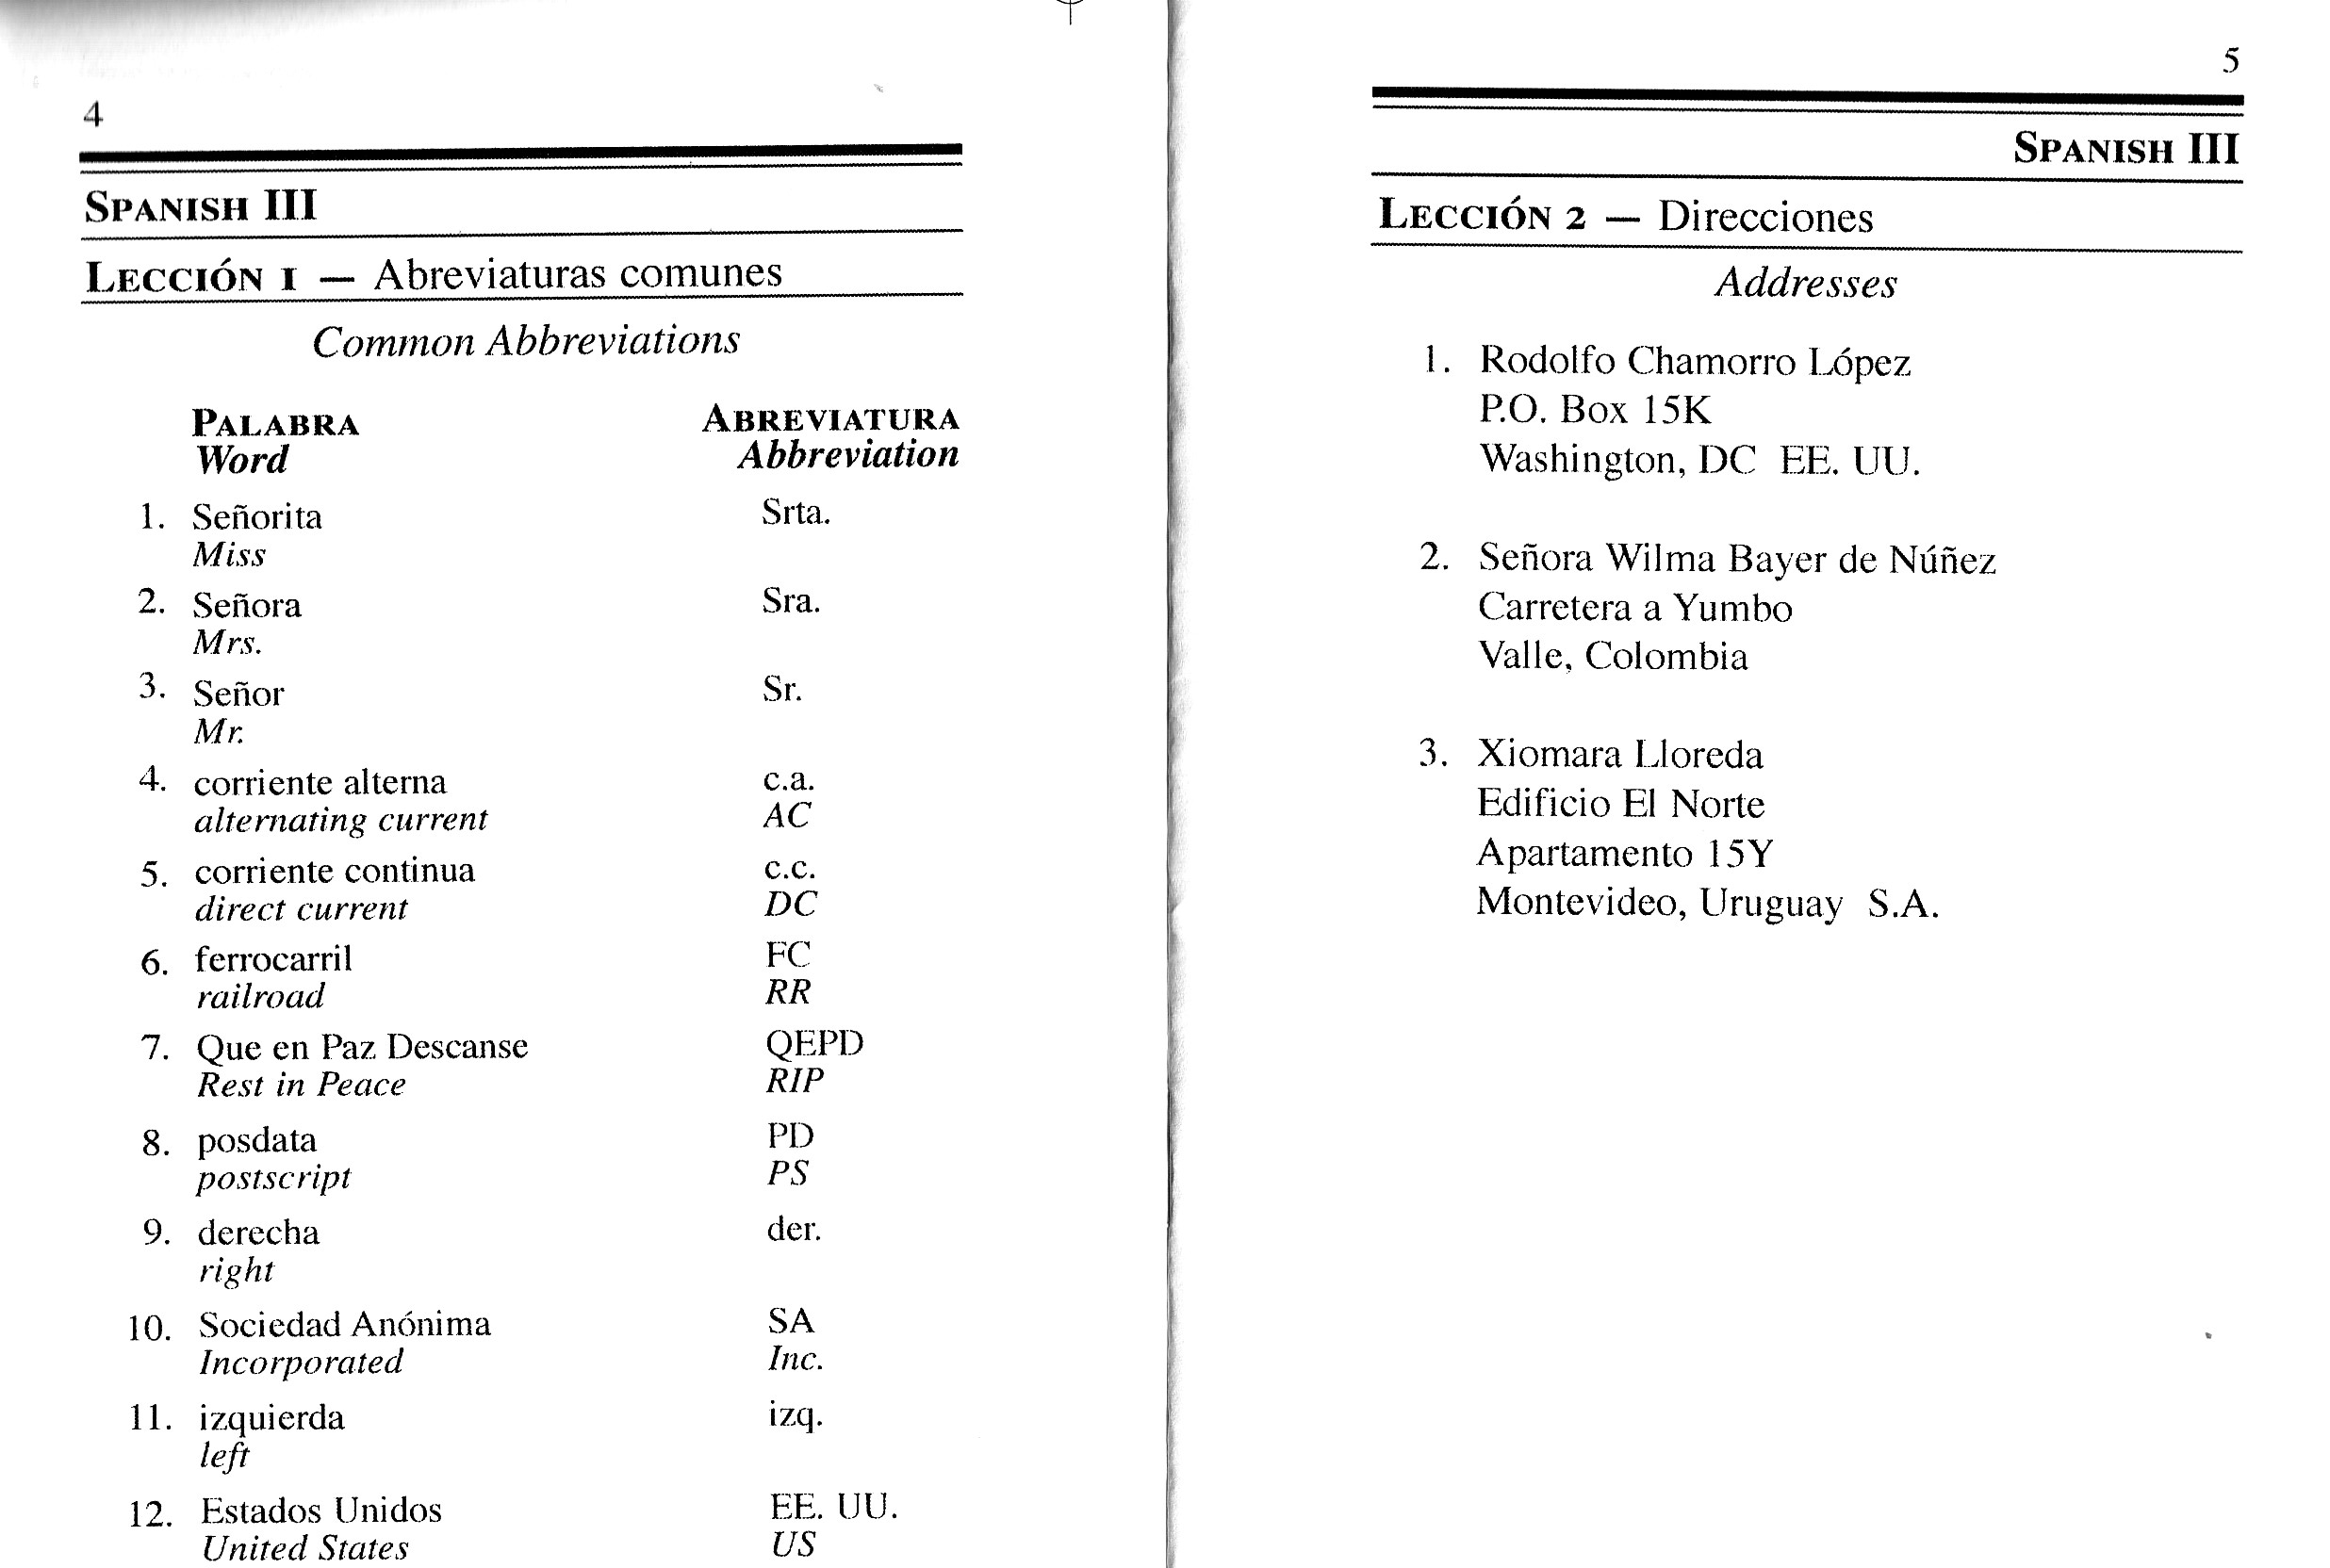 4
SPANISH III
LECCIÓN 1 — Abreviaturas comunes
Common Abbreviations
PALABRA ABREVIATURA
Word Abbreviation
1. Señorita Srta.
Miss
2. Señora Sra.
Mrs.
3. Señor Sr.
Mr.
4. corriente alterna c.a.
alternating current AC
5. corriente continua c.c.
direct current DC
6. ferrocarril FC
railroad RR
7. Que en Paz Descanse QEPD
Rest in Peace RIP
8. posdata PD
postscript PS
9. derecha der.
right
10. Sociedad Anónima SA
Incorporated Inc.
11. izquierda izq.
left
12. Estados Unidos EE. UU.
United States US
5
SPANISH III
LECCIÓN 2 — Direcciones
Addresses
1. Rodolfo Chamorro López
P.O. Box 15K
Washington, DC EE. UU.
2. Señora Wilma Bayer de Núñez
Carretera a Yumbo
Valle, Colombia
3. Xiomara Lloreda
Edificio El Norte
Apartamento 15Y
Montevideo, Uruguay S.A.